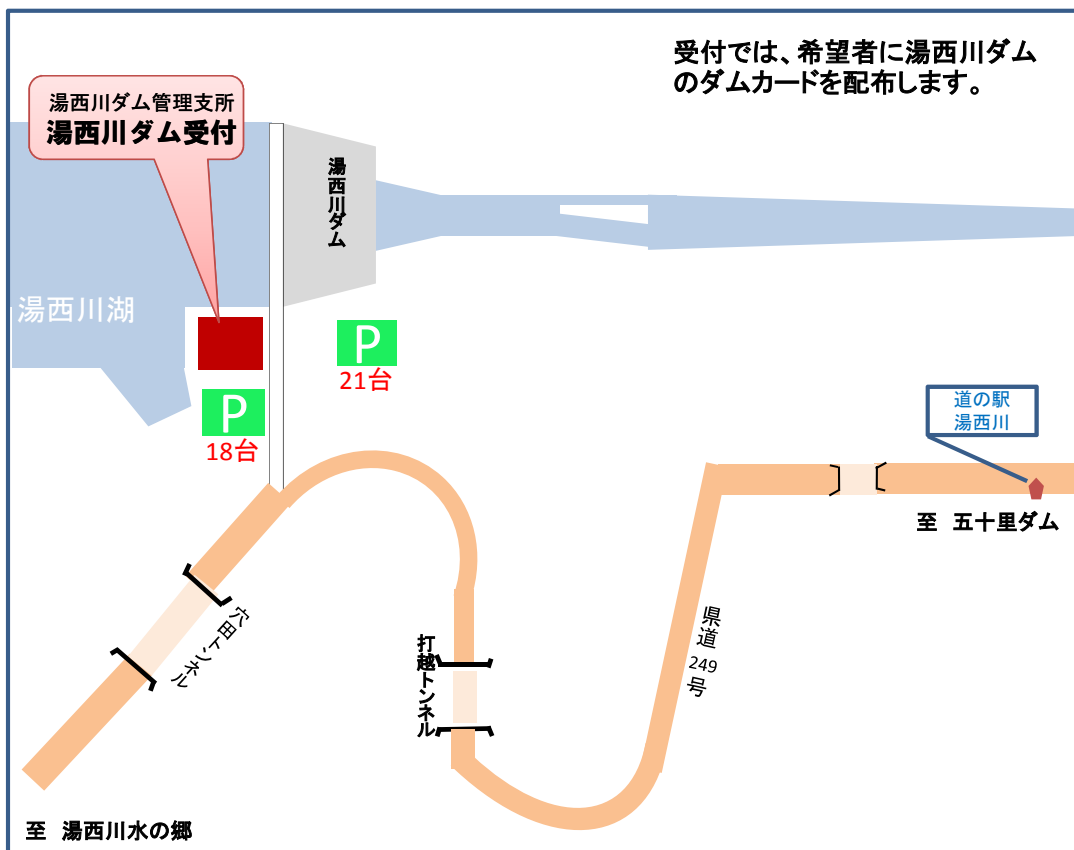 受付では、希望者に湯西川ダム
のダムカードを配布します。
湯西川ダム管理支所
湯西川ダム受付
湯西川ダム
湯西川湖
P
21台
P
18台
道の駅
湯西川
至 五十里ダム
穴田トンネル
打越トンネル
県道249号
至 湯西川水の郷